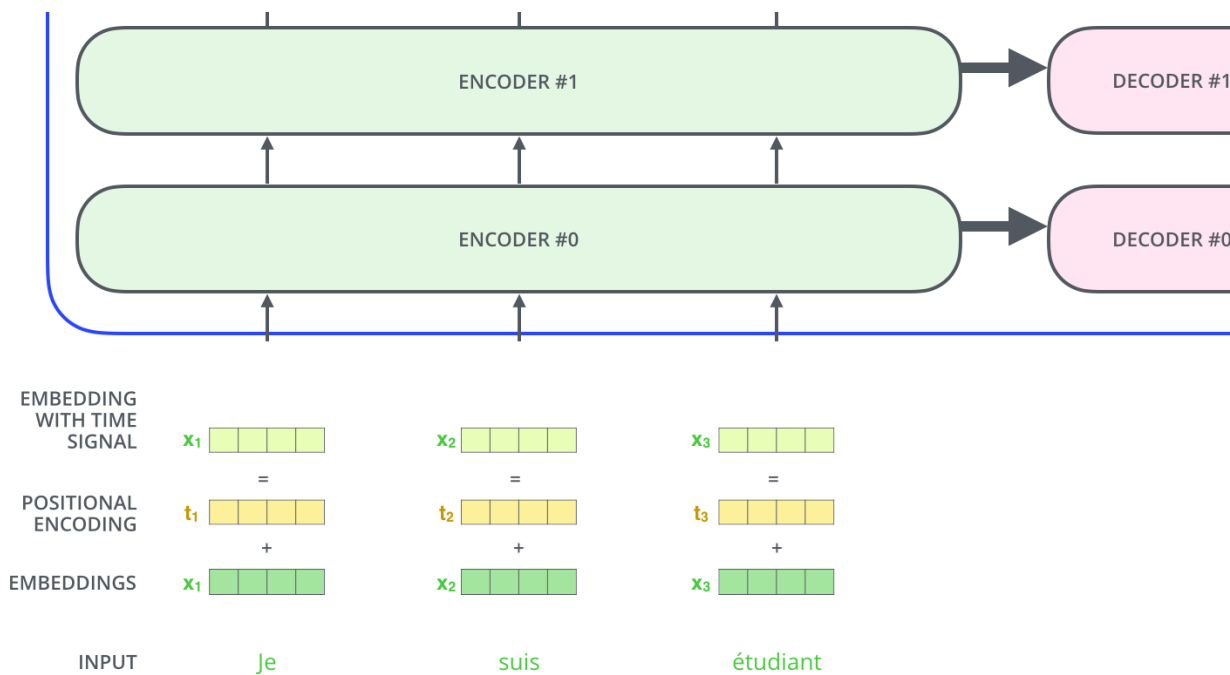 ENCODER #1
DECODER #1
ENCODER #0
DECODER #0
EMBEDDING
WITH TIME
SIGNAL
x₁ x₂ x₃
= = =
POSITIONAL
ENCODING
t₁ t₂ t₃
+ + +
EMBEDDINGS x₁ x₂ x₃
INPUT Je suis étudiant